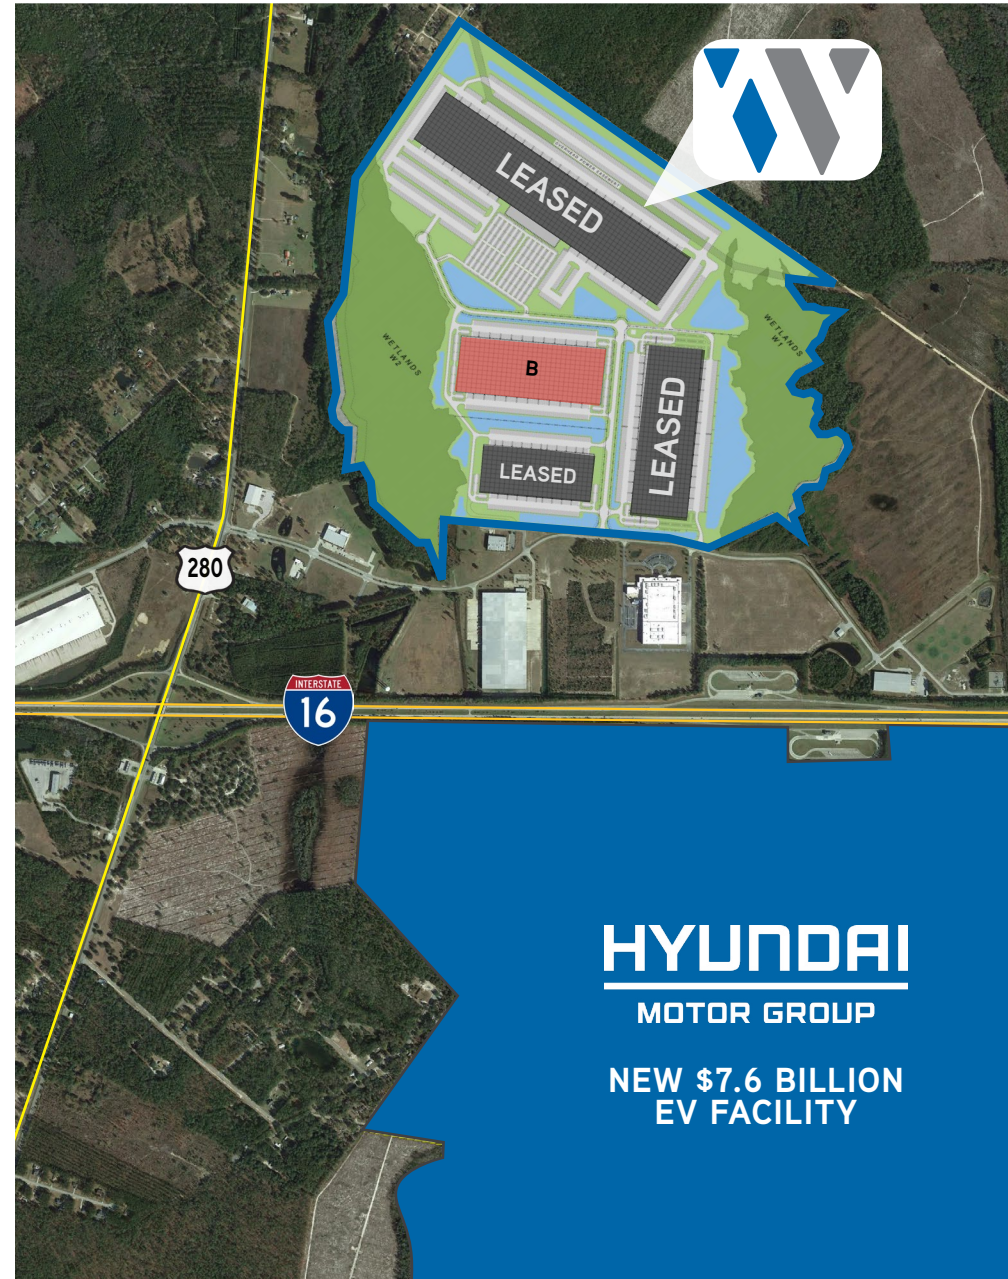 LEASED
WETLANDS
W2
WETLANDS
W1
B
LEASED
LEASED
280
INTERSTATE
16
HYUNDAI
MOTOR GROUP
NEW $7.6 BILLION
EV FACILITY